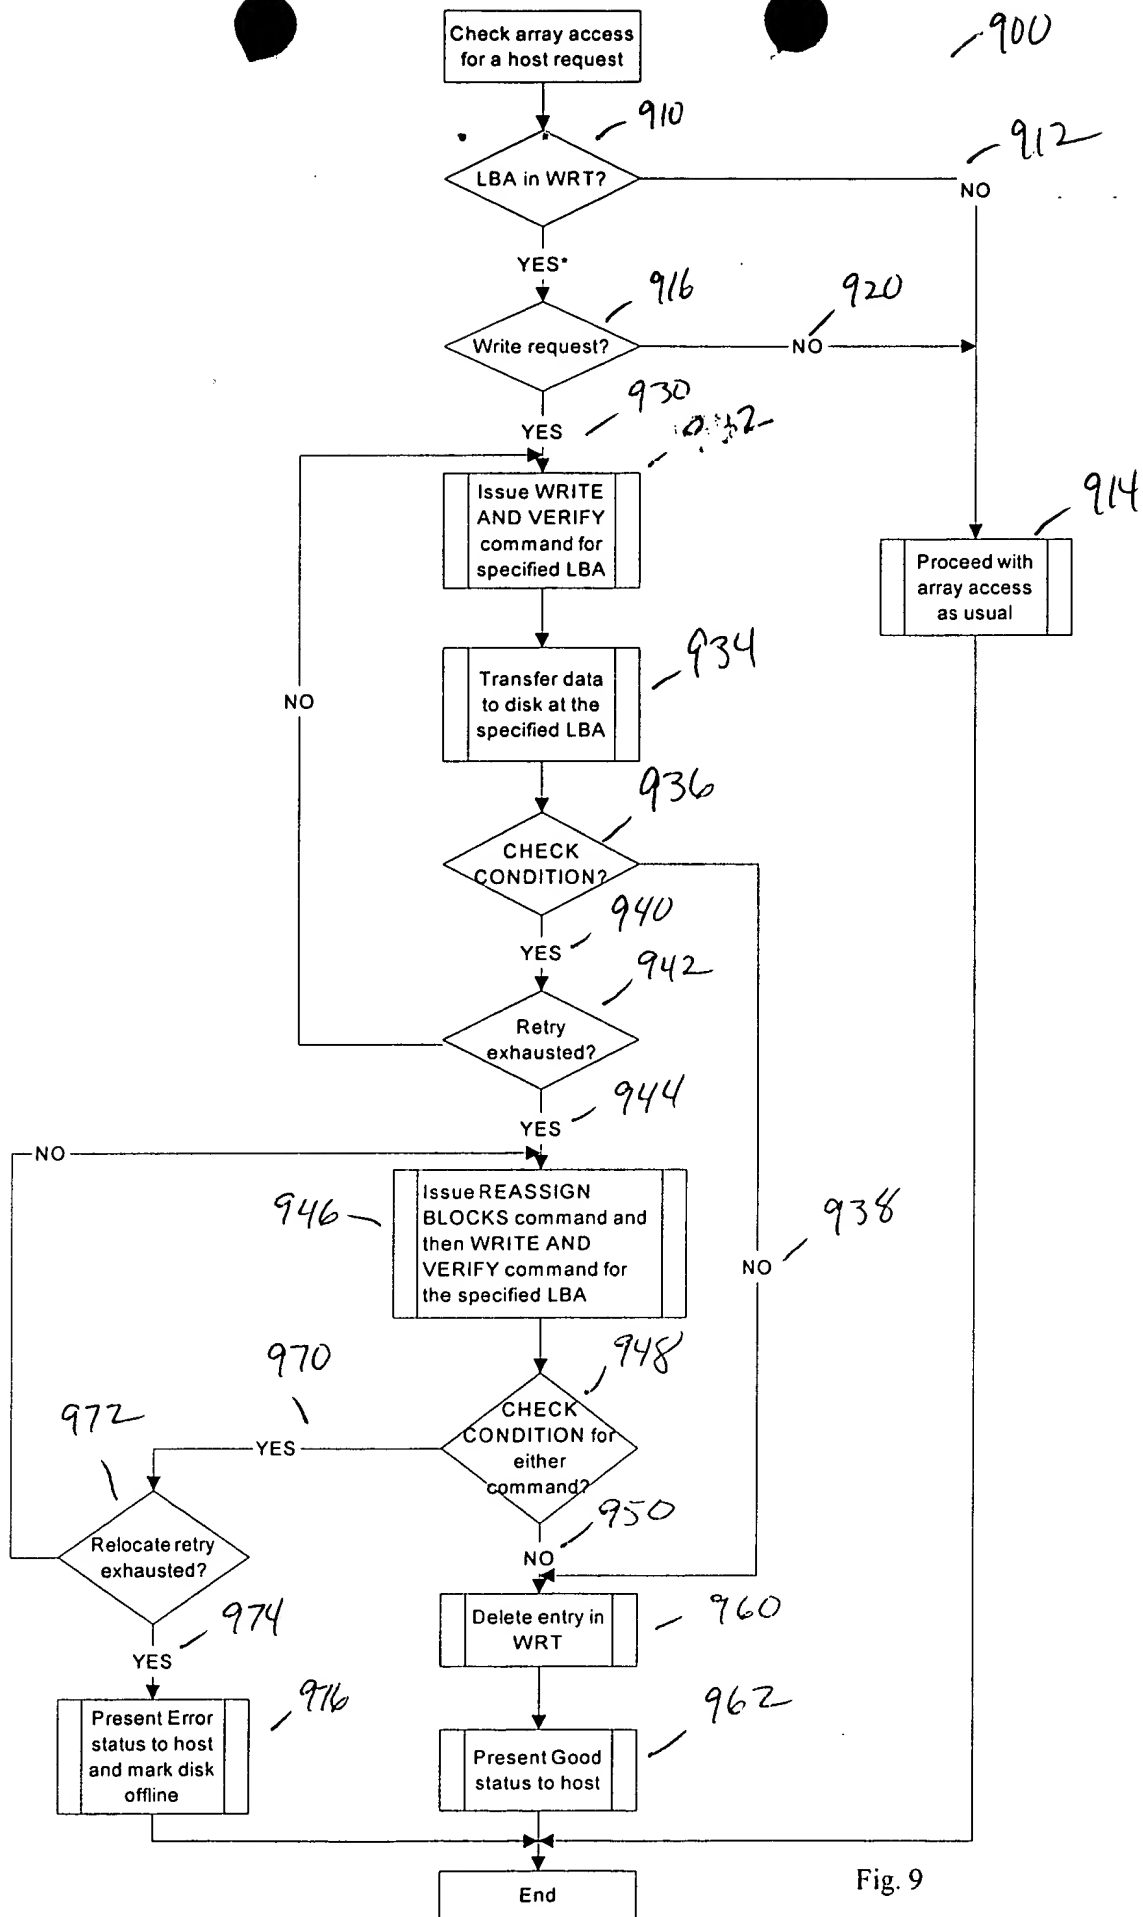 Check array access
for a host request
900
910
LBA in WRT?
912
NO
YES*
916
920
Write request?
NO
930
YES
Issue WRITE
AND VERIFY
command for
specified LBA
914
Proceed with
array access
as usual
934
Transfer data
to disk at the
specified LBA
NO
936
CHECK
CONDITION?
940
YES
942
Retry
exhausted?
944
YES
NO
946
Issue REASSIGN
BLOCKS command and
then WRITE AND
VERIFY command for
the specified LBA
938
NO
948
970
CHECK
CONDITION for
either
command?
YES
972
950
NO
Relocate retry
exhausted?
960
Delete entry in
WRT
974
YES
976
Present Error
status to host
and mark disk
offline
962
Present Good
status to host
End
Fig. 9